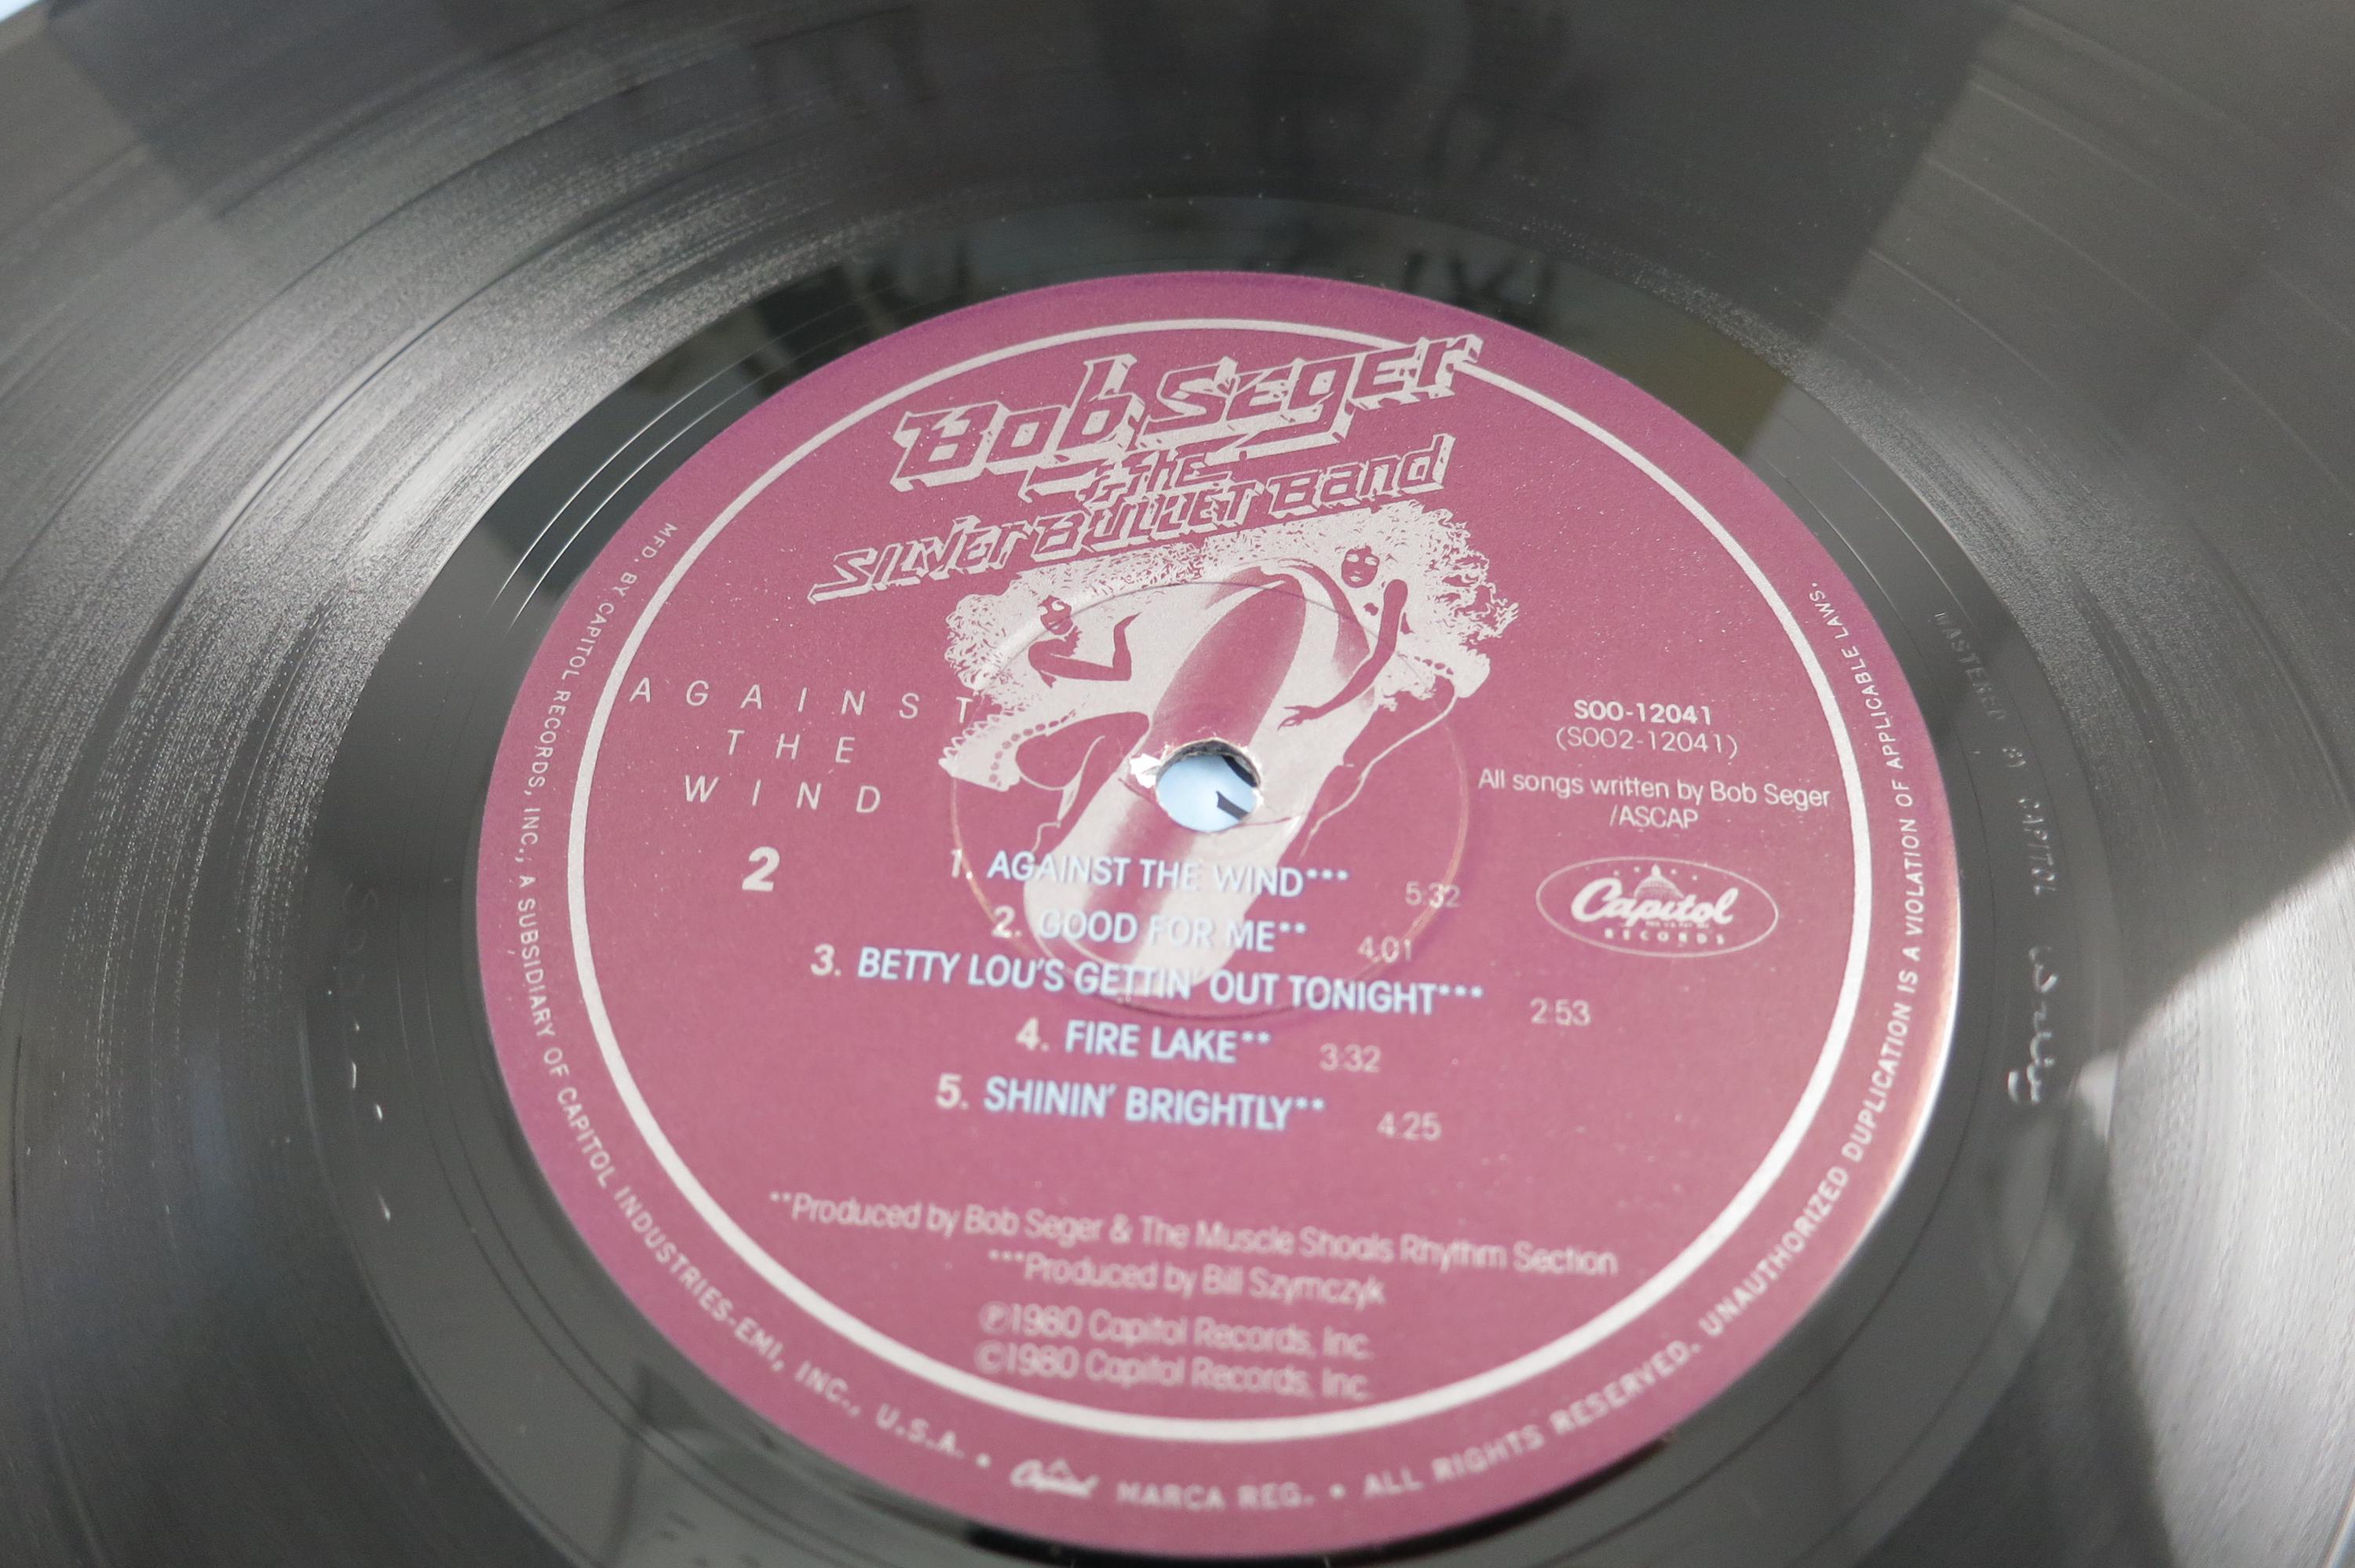 Bob Seger
& THE
SILVER BULLET Band
AGAINST
THE
WIND
2
SOO-12041
(SOO2-12041)
All songs written by Bob Seger
/ASCAP
Capitol
RECORDS
1. AGAINST THE WIND*** 5:32
2. GOOD FOR ME** 4:01
3. BETTY LOU'S GETTIN' OUT TONIGHT*** 2:53
4. FIRE LAKE** 3:32
5. SHININ' BRIGHTLY** 4:25
**Produced by Bob Seger & The Muscle Shoals Rhythm Section
***Produced by Bill Szymczyk
℗1980 Capitol Records, Inc.
©1980 Capitol Records, Inc.
MFD. BY CAPITOL RECORDS, INC., A SUBSIDIARY OF CAPITOL INDUSTRIES-EMI, INC., U.S.A. • Capitol MARCA REG. • ALL RIGHTS RESERVED. UNAUTHORIZED DUPLICATION IS A VIOLATION OF APPLICABLE LAWS.
MASTERED BY CAPITOL